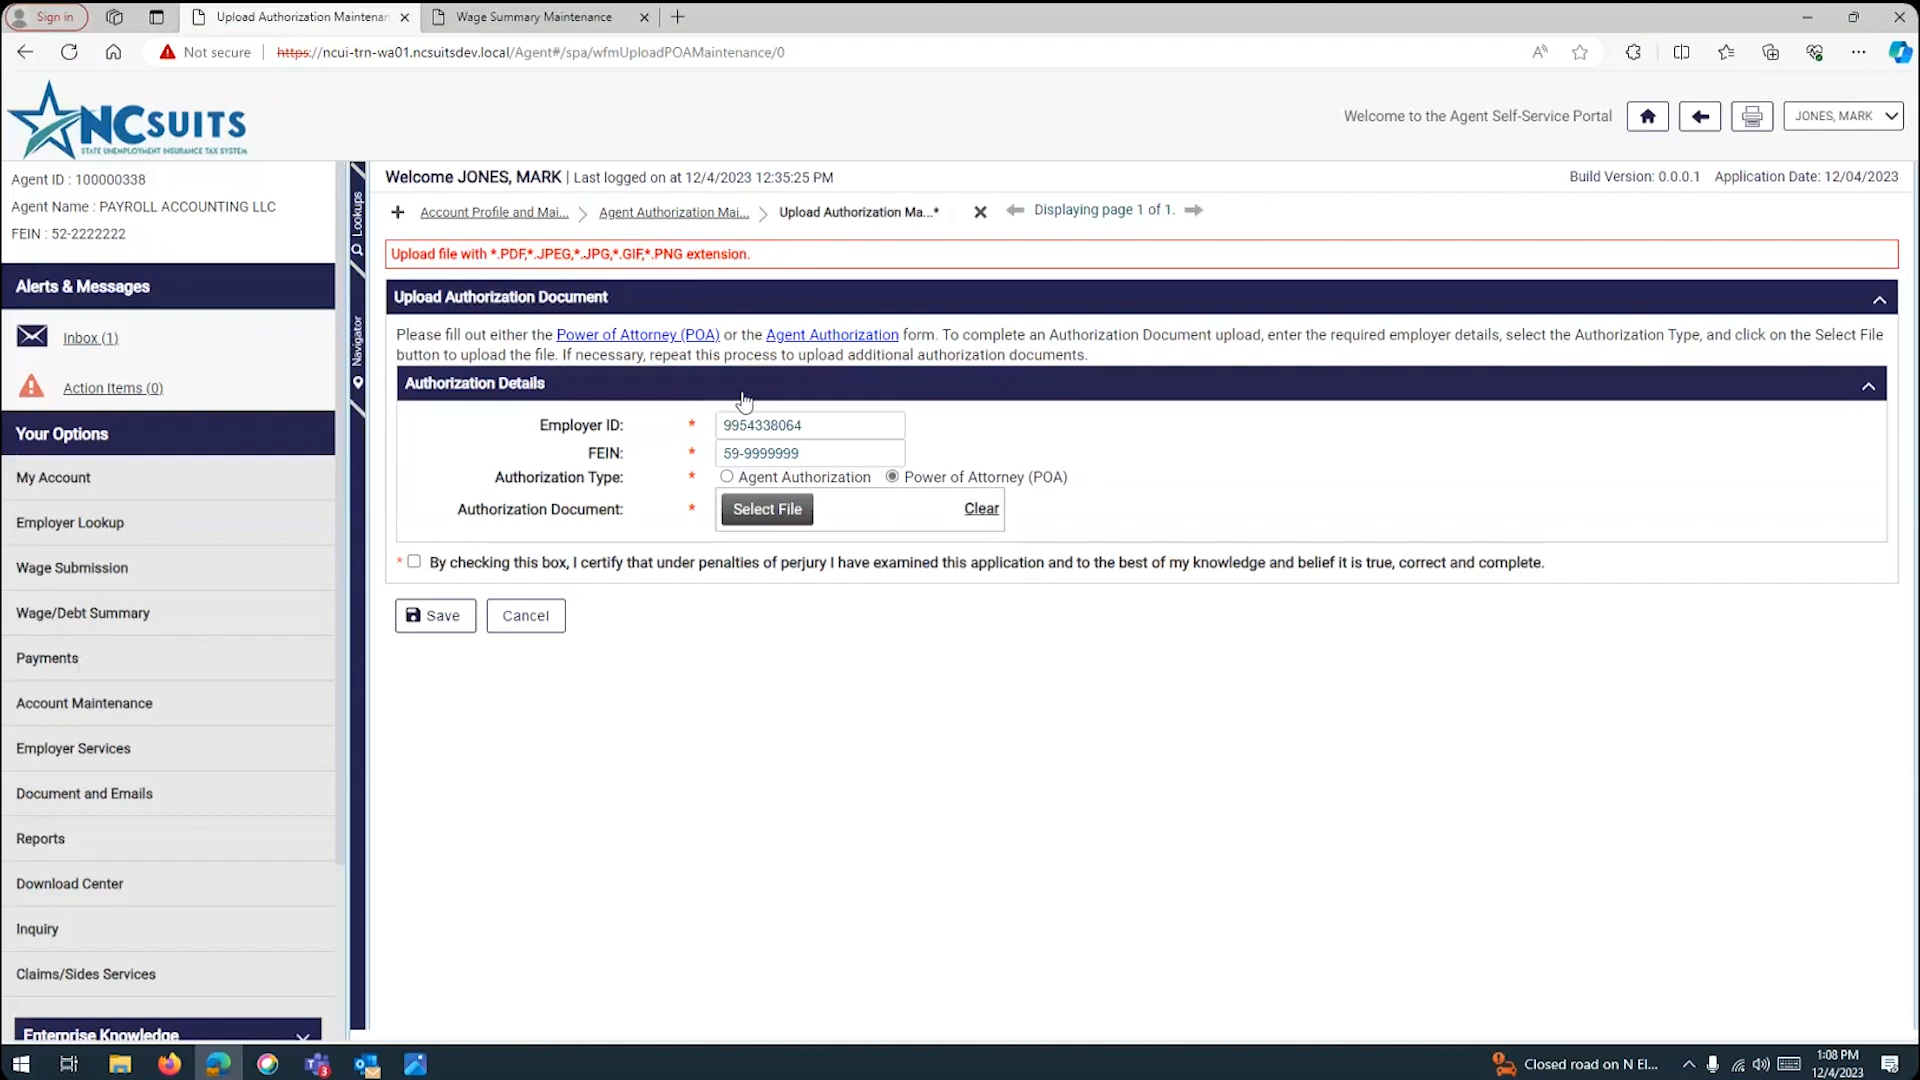 Sign in
Upload Authorization Maintenan
Wage Summary Maintenance
Not secure
https://ncui-trn-wa01.ncsuitsdev.local/Agent#/spa/wfmUploadPOAMaintenance/0
NCSUITS
STATE UNEMPLOYMENT INSURANCE TAX SYSTEM
Welcome to the Agent Self-Service Portal
JONES, MARK
Agent ID : 100000338
Agent Name : PAYROLL ACCOUNTING LLC
FEIN : 52-2222222
Alerts & Messages
Inbox (1)
Action Items (0)
Your Options
My Account
Employer Lookup
Wage Submission
Wage/Debt Summary
Payments
Account Maintenance
Employer Services
Document and Emails
Reports
Download Center
Inquiry
Claims/Sides Services
Enterprise Knowledge
Lookups
Navigator
Welcome JONES, MARK | Last logged on at 12/4/2023 12:35:25 PM
Build Version: 0.0.0.1 Application Date: 12/04/2023
Account Profile and Mai... Agent Authorization Mai... Upload Authorization Ma...* Displaying page 1 of 1.
Upload file with *.PDF,*.JPEG,*.JPG,*.GIF,*.PNG extension.
Upload Authorization Document
Please fill out either the Power of Attorney (POA) or the Agent Authorization form. To complete an Authorization Document upload, enter the required employer details, select the Authorization Type, and click on the Select File
button to upload the file. If necessary, repeat this process to upload additional authorization documents.
Authorization Details
Employer ID: * 9954338064
FEIN: * 59-9999999
Authorization Type: * Agent Authorization Power of Attorney (POA)
Authorization Document: * Select File Clear
* By checking this box, I certify that under penalties of perjury I have examined this application and to the best of my knowledge and belief it is true, correct and complete.
Save Cancel
Closed road on N El...
1:08 PM
12/4/2023